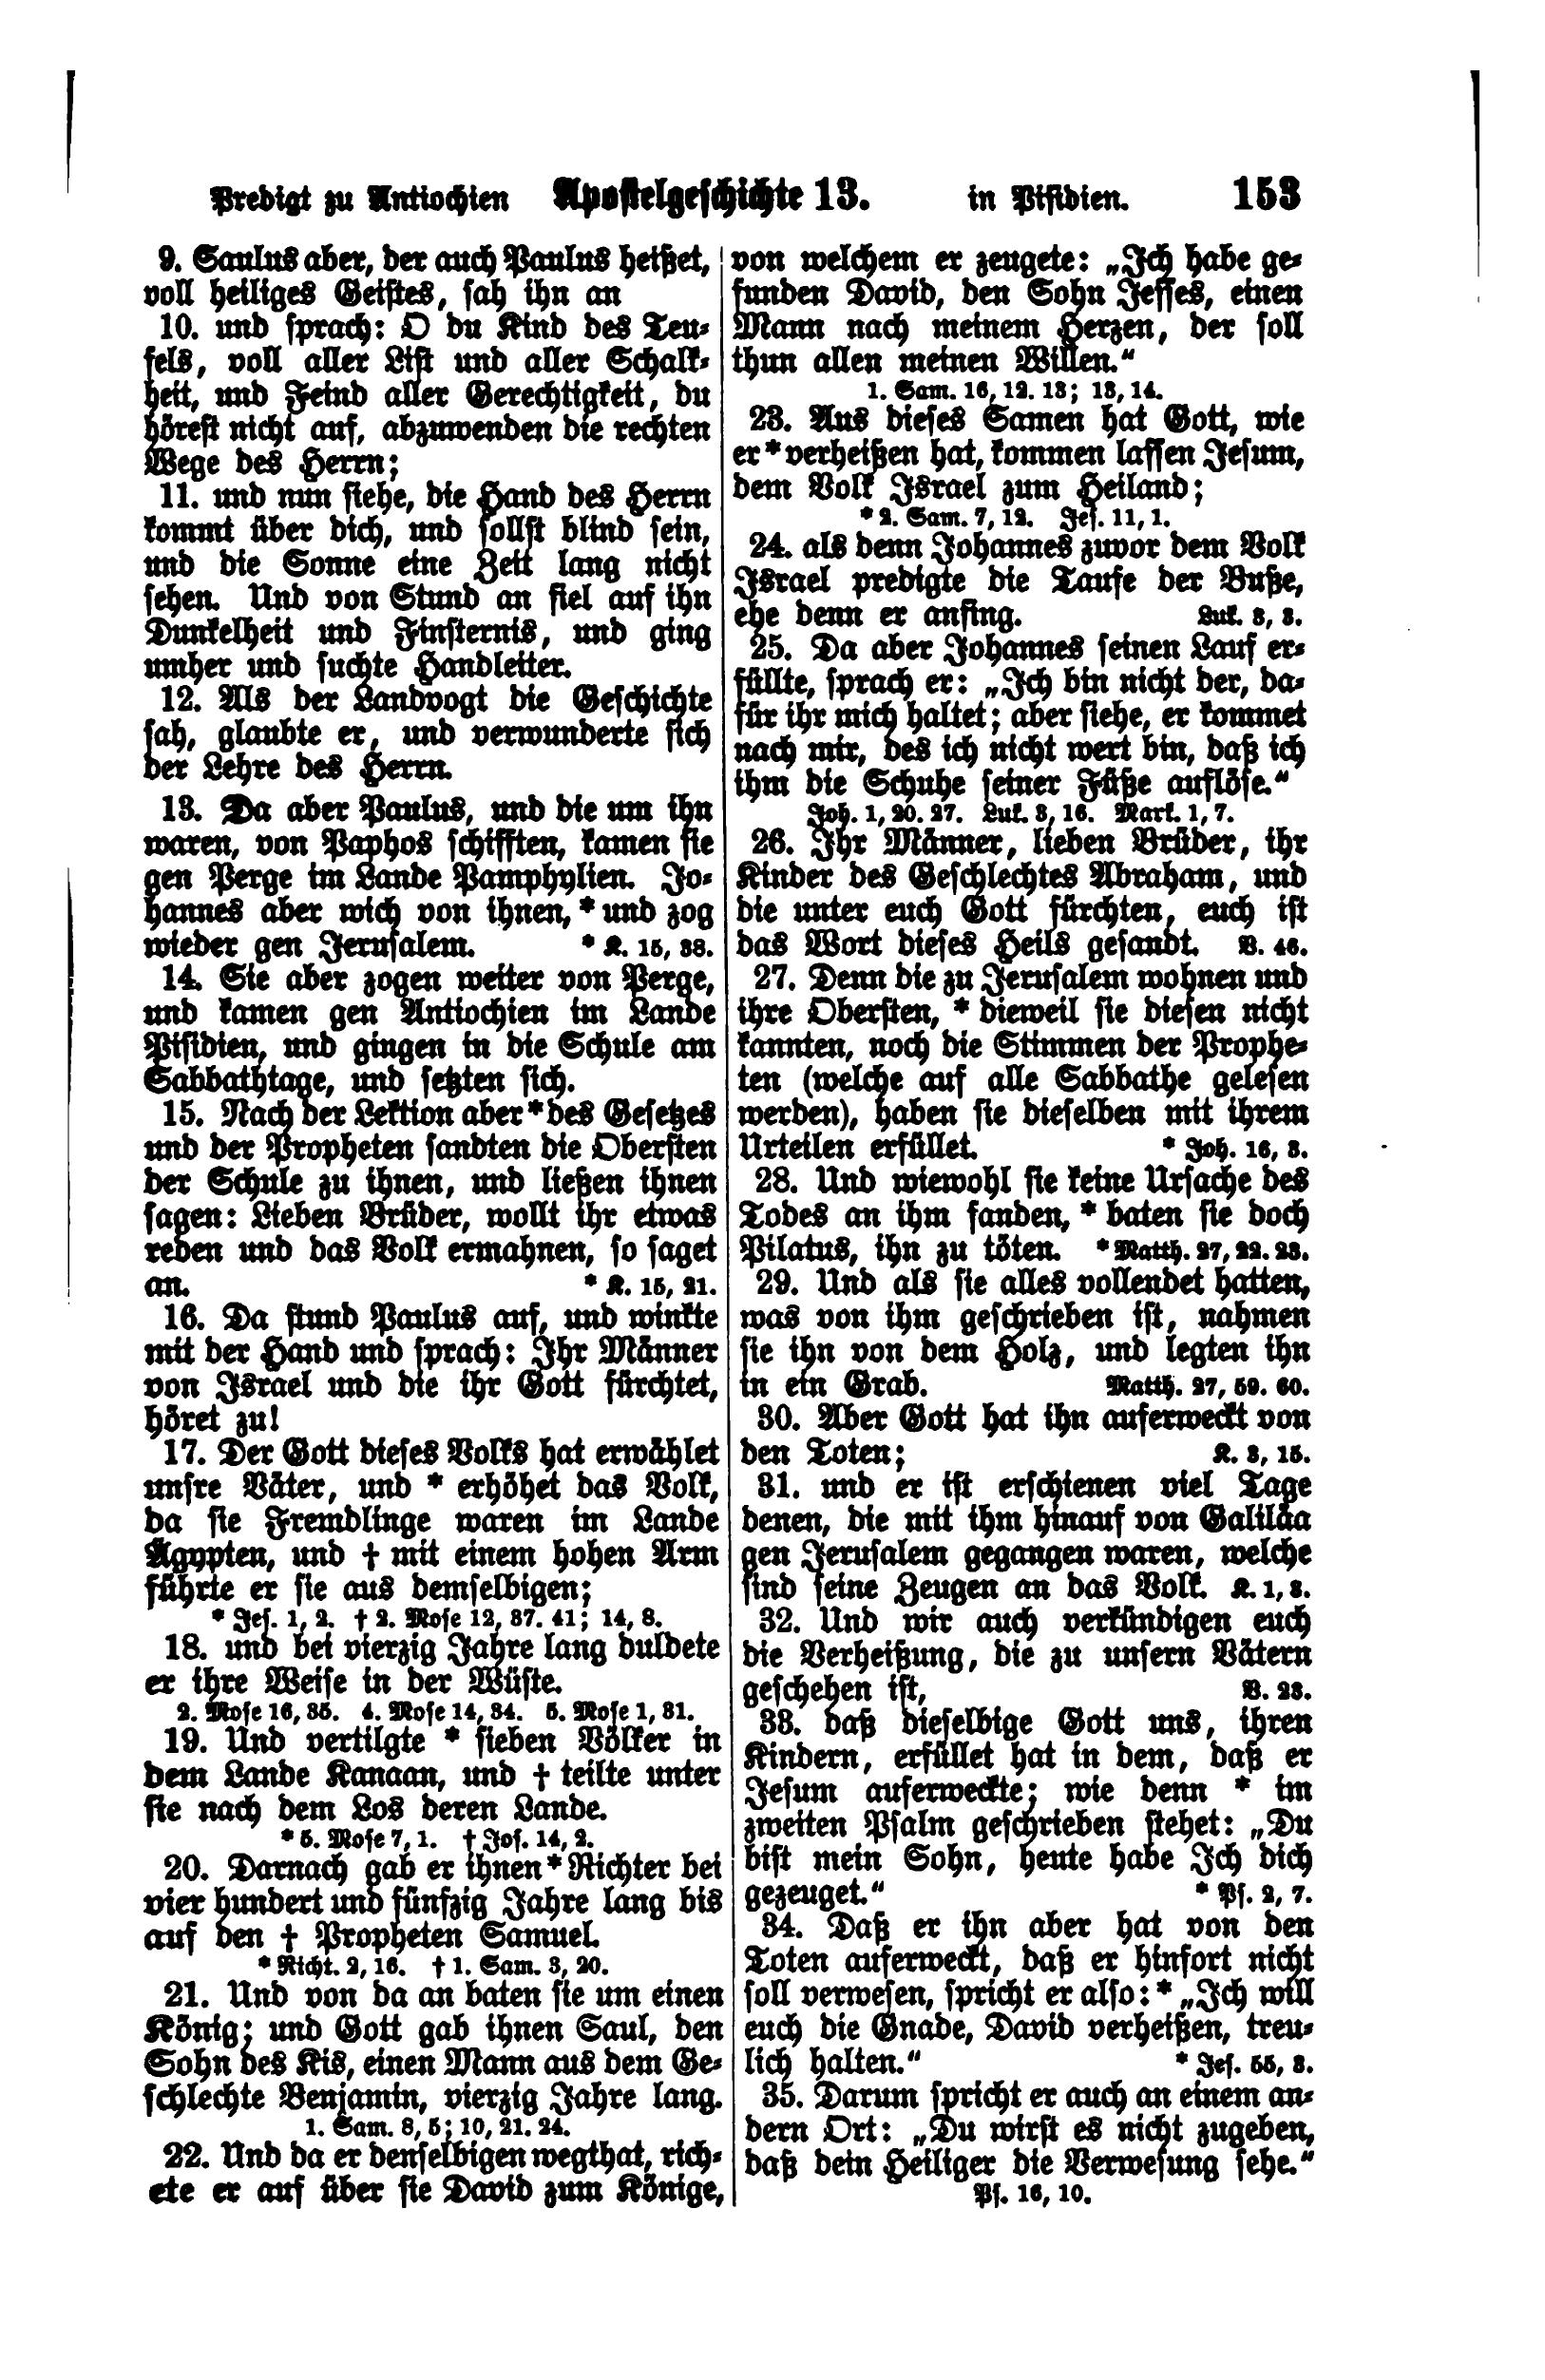 Predigt zu Antiochien Apostelgeschichte 13. in Pisidien. 153
9. Saulus aber, der auch Paulus heißet,
voll heiliges Geistes, sah ihn an
10. und sprach: O du Kind des Teu-
fels, voll aller List und aller Schalk-
heit, und Feind aller Gerechtigkeit, du
hörest nicht auf, abzuwenden die rechten
Wege des Herrn;
11. und nun siehe, die Hand des Herrn
kommt über dich, und sollst blind sein,
und die Sonne eine Zeit lang nicht
sehen. Und von Stund an fiel auf ihn
Dunkelheit und Finsternis, und ging
umher und suchte Handleiter.
12. Als der Landvogt die Geschichte
sah, glaubte er, und verwunderte sich
der Lehre des Herrn.
13. Da aber Paulus, und die um ihn
waren, von Paphos schifften, kamen sie
gen Perge im Lande Pamphylien. Jo-
hannes aber wich von ihnen, * und zog
wieder gen Jerusalem. * K. 15, 38.
14. Sie aber zogen weiter von Perge,
und kamen gen Antiochien im Lande
Pisidien, und gingen in die Schule am
Sabbathtage, und setzten sich.
15. Nach der Lektion aber * des Gesetzes
und der Propheten sandten die Obersten
der Schule zu ihnen, und ließen ihnen
sagen: Lieben Brüder, wollt ihr etwas
reden und das Volk ermahnen, so saget
an. * K. 15, 21.
16. Da stund Paulus auf, und winkte
mit der Hand und sprach: Ihr Männer
von Israel und die ihr Gott fürchtet,
höret zu!
17. Der Gott dieses Volks hat erwählet
unsre Väter, und * erhöhet das Volk,
da sie Fremdlinge waren im Lande
Ägypten, und † mit einem hohen Arm
führte er sie aus demselbigen;
* Jes. 1, 2. † 2. Mose 12, 37. 41; 14, 8.
18. und bei vierzig Jahre lang duldete
er ihre Weise in der Wüste.
2. Mose 16, 35. 4. Mose 14, 34. 5. Mose 1, 31.
19. Und vertilgte * sieben Völker in
dem Lande Kanaan, und † teilte unter
sie nach dem Los deren Lande.
* 5. Mose 7, 1. † Jos. 14, 2.
20. Darnach gab er ihnen * Richter bei
vier hundert und fünfzig Jahre lang bis
auf den † Propheten Samuel.
* Richt. 2, 16. † 1. Sam. 3, 20.
21. Und von da an baten sie um einen
König; und Gott gab ihnen Saul, den
Sohn des Kis, einen Mann aus dem Ge-
schlechte Benjamin, vierzig Jahre lang.
1. Sam. 8, 5; 10, 21. 24.
22. Und da er denselbigen wegthat, rich-
ete er auf über sie David zum Könige,
von welchem er zeugete: „Ich habe ge-
funden David, den Sohn Jesses, einen
Mann nach meinem Herzen, der soll
thun allen meinen Willen.“
1. Sam. 16, 12. 13; 13, 14.
23. Aus dieses Samen hat Gott, wie
er * verheißen hat, kommen lassen Jesum,
dem Volk Israel zum Heiland;
* 2. Sam. 7, 12. Jes. 11, 1.
24. als denn Johannes zuvor dem Volk
Israel predigte die Taufe der Buße,
ehe denn er anfing. Luk. 3, 3.
25. Da aber Johannes seinen Lauf er-
füllte, sprach er: „Ich bin nicht der, da-
für ihr mich haltet; aber siehe, er kommet
nach mir, des ich nicht wert bin, daß ich
ihm die Schuhe seiner Füße auflöse.“
Joh. 1, 20. 27. Luk. 3, 16. Mark. 1, 7.
26. Ihr Männer, lieben Brüder, ihr
Kinder des Geschlechtes Abraham, und
die unter euch Gott fürchten, euch ist
das Wort dieses Heils gesandt. V. 46.
27. Denn die zu Jerusalem wohnen und
ihre Obersten, * dieweil sie diesen nicht
kannten, noch die Stimmen der Prophe-
ten (welche auf alle Sabbathe gelesen
werden), haben sie dieselben mit ihrem
Urteilen erfüllet. * Joh. 16, 3.
28. Und wiewohl sie keine Ursache des
Todes an ihm fanden, * baten sie doch
Pilatus, ihn zu töten. * Matth. 27, 22. 23.
29. Und als sie alles vollendet hatten,
was von ihm geschrieben ist, nahmen
sie ihn von dem Holz, und legten ihn
in ein Grab. Matth. 27, 59. 60.
30. Aber Gott hat ihn auferweckt von
den Toten; K. 3, 15.
31. und er ist erschienen viel Tage
denen, die mit ihm hinauf von Galiläa
gen Jerusalem gegangen waren, welche
sind seine Zeugen an das Volk. K. 1, 3.
32. Und wir auch verkündigen euch
die Verheißung, die zu unsern Vätern
geschehen ist, V. 23.
33. daß dieselbige Gott uns, ihren
Kindern, erfüllet hat in dem, daß er
Jesum auferweckte; wie denn * im
zweiten Psalm geschrieben stehet: „Du
bist mein Sohn, heute habe Ich dich
gezeuget.“ * Ps. 2, 7.
34. Daß er ihn aber hat von den
Toten auferweckt, daß er hinfort nicht
soll verwesen, spricht er also: * „Ich will
euch die Gnade, David verheißen, treu-
lich halten.“ * Jes. 55, 3.
35. Darum spricht er auch an einem an-
dern Ort: „Du wirst es nicht zugeben,
daß dein Heiliger die Verwesung sehe.“
Ps. 16, 10.